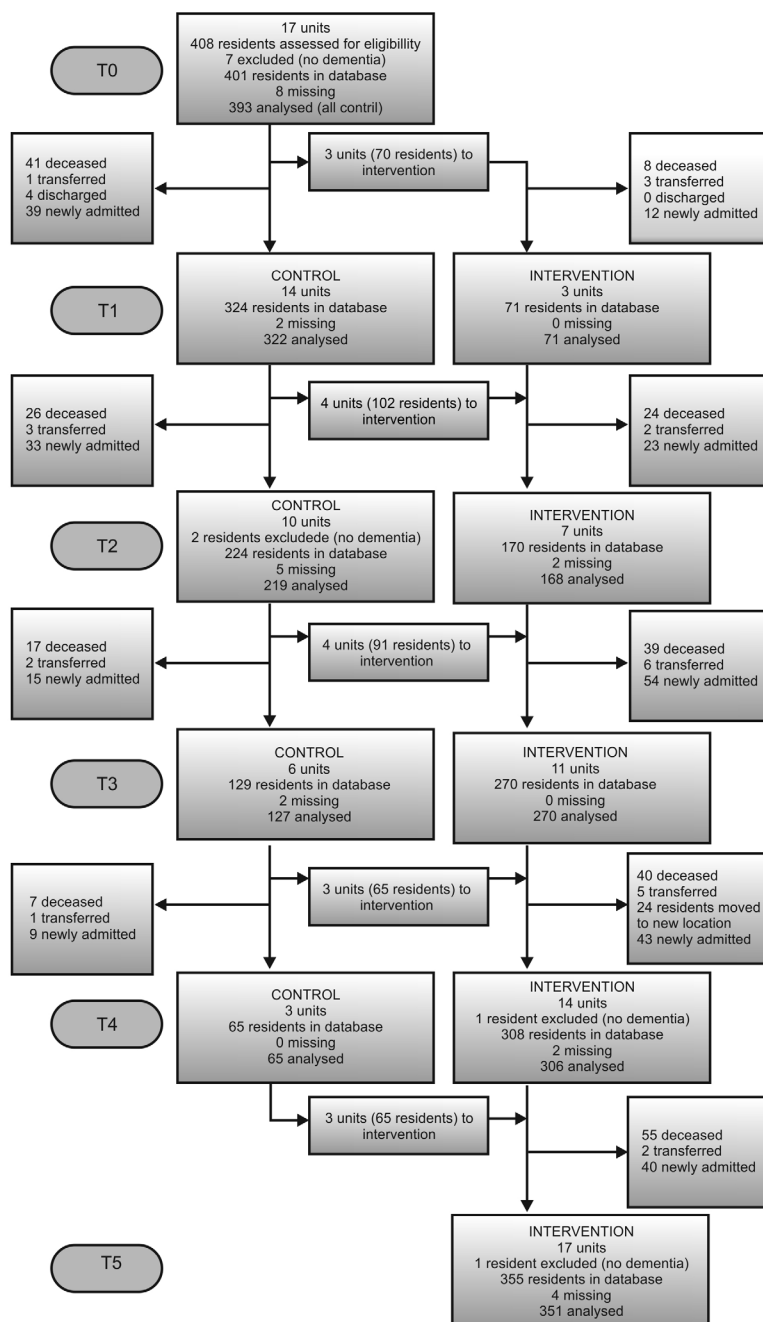 17 units
408 residents assessed for eligibillity
7 excluded (no dementia)
401 residents in database
8 missing
393 analysed (all contril)
T0
41 deceased
1 transferred
4 discharged
39 newly admitted
3 units (70 residents) to
intervention
8 deceased
3 transferred
0 discharged
12 newly admitted
T1
CONTROL
14 units
324 residents in database
2 missing
322 analysed
INTERVENTION
3 units
71 residents in database
0 missing
71 analysed
26 deceased
3 transferred
33 newly admitted
4 units (102 residents) to
intervention
24 deceased
2 transferred
23 newly admitted
T2
CONTROL
10 units
2 residents excludede (no dementia)
224 residents in database
5 missing
219 analysed
INTERVENTION
7 units
170 residents in database
2 missing
168 analysed
17 deceased
2 transferred
15 newly admitted
4 units (91 residents) to
intervention
39 deceased
6 transferred
54 newly admitted
T3
CONTROL
6 units
129 residents in database
2 missing
127 analysed
INTERVENTION
11 units
270 residents in database
0 missing
270 analysed
7 deceased
1 transferred
9 newly admitted
3 units (65 residents) to
intervention
40 deceased
5 transferred
24 residents moved
to new location
43 newly admitted
T4
CONTROL
3 units
65 residents in database
0 missing
65 analysed
INTERVENTION
14 units
1 resident excluded (no dementia)
308 residents in database
2 missing
306 analysed
3 units (65 residents) to
intervention
55 deceased
2 transferred
40 newly admitted
T5
INTERVENTION
17 units
1 resident excluded (no dementia)
355 residents in database
4 missing
351 analysed